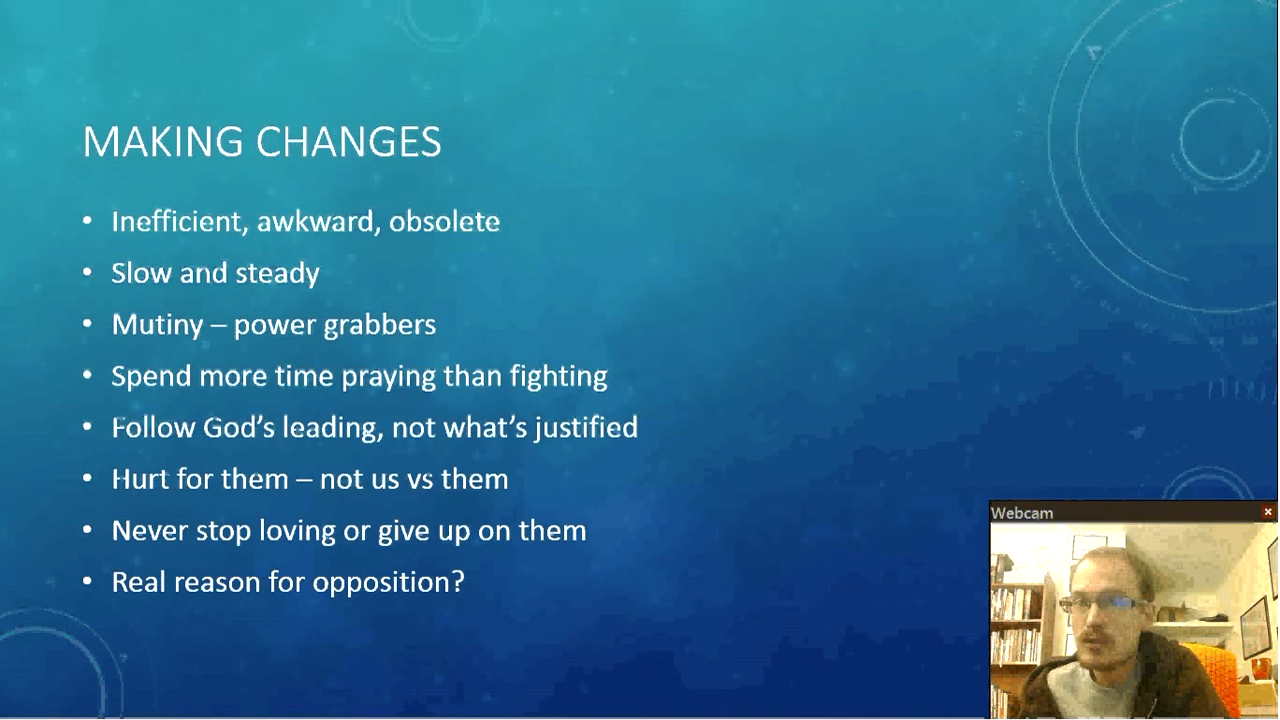 MAKING CHANGES
• Inefficient, awkward, obsolete
• Slow and steady
• Mutiny – power grabbers
• Spend more time praying than fighting
• Follow God’s leading, not what’s justified
• Hurt for them – not us vs them
• Never stop loving or give up on them
• Real reason for opposition?
Webcam